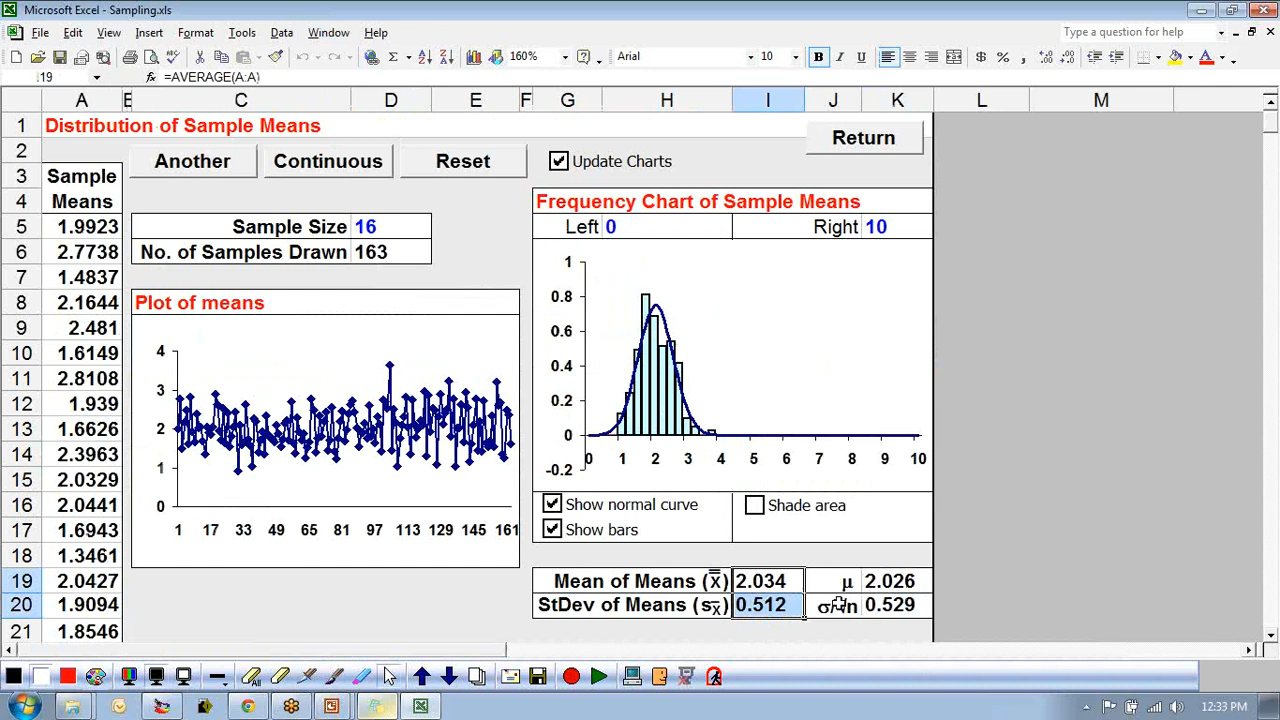 Microsoft Excel - Sampling.xls
File Edit View Insert Format Tools Data Window Help
Type a question for help
160% Arial 10
19 fx =AVERAGE(A:A)
A E C D E F G H I J K L M
1 Distribution of Sample Means
Return
2 Another Continuous Reset Update Charts
3 Sample
4 Means Frequency Chart of Sample Means
5 1.9923 Sample Size 16 Left 0 Right 10
6 2.7738 No. of Samples Drawn 163
7 1.4837
8 2.1644 Plot of means
9 2.481
10 1.6149
11 2.8108
12 1.939
13 1.6626
14 2.3963
15 2.0329
16 2.0441
17 1.6943
18 1.3461
19 2.0427
20 1.9094
21 1.8546
4
3
2
1
0
1 17 33 49 65 81 97 113 129 145 161
1
0.8
0.6
0.4
0.2
0
-0.2
0 1 2 3 4 5 6 7 8 9 10
Show normal curve Shade area
Show bars
Mean of Means (x̿) 2.034 μ 2.026
StDev of Means (sx̄) 0.512 0.529
All
12:33 PM